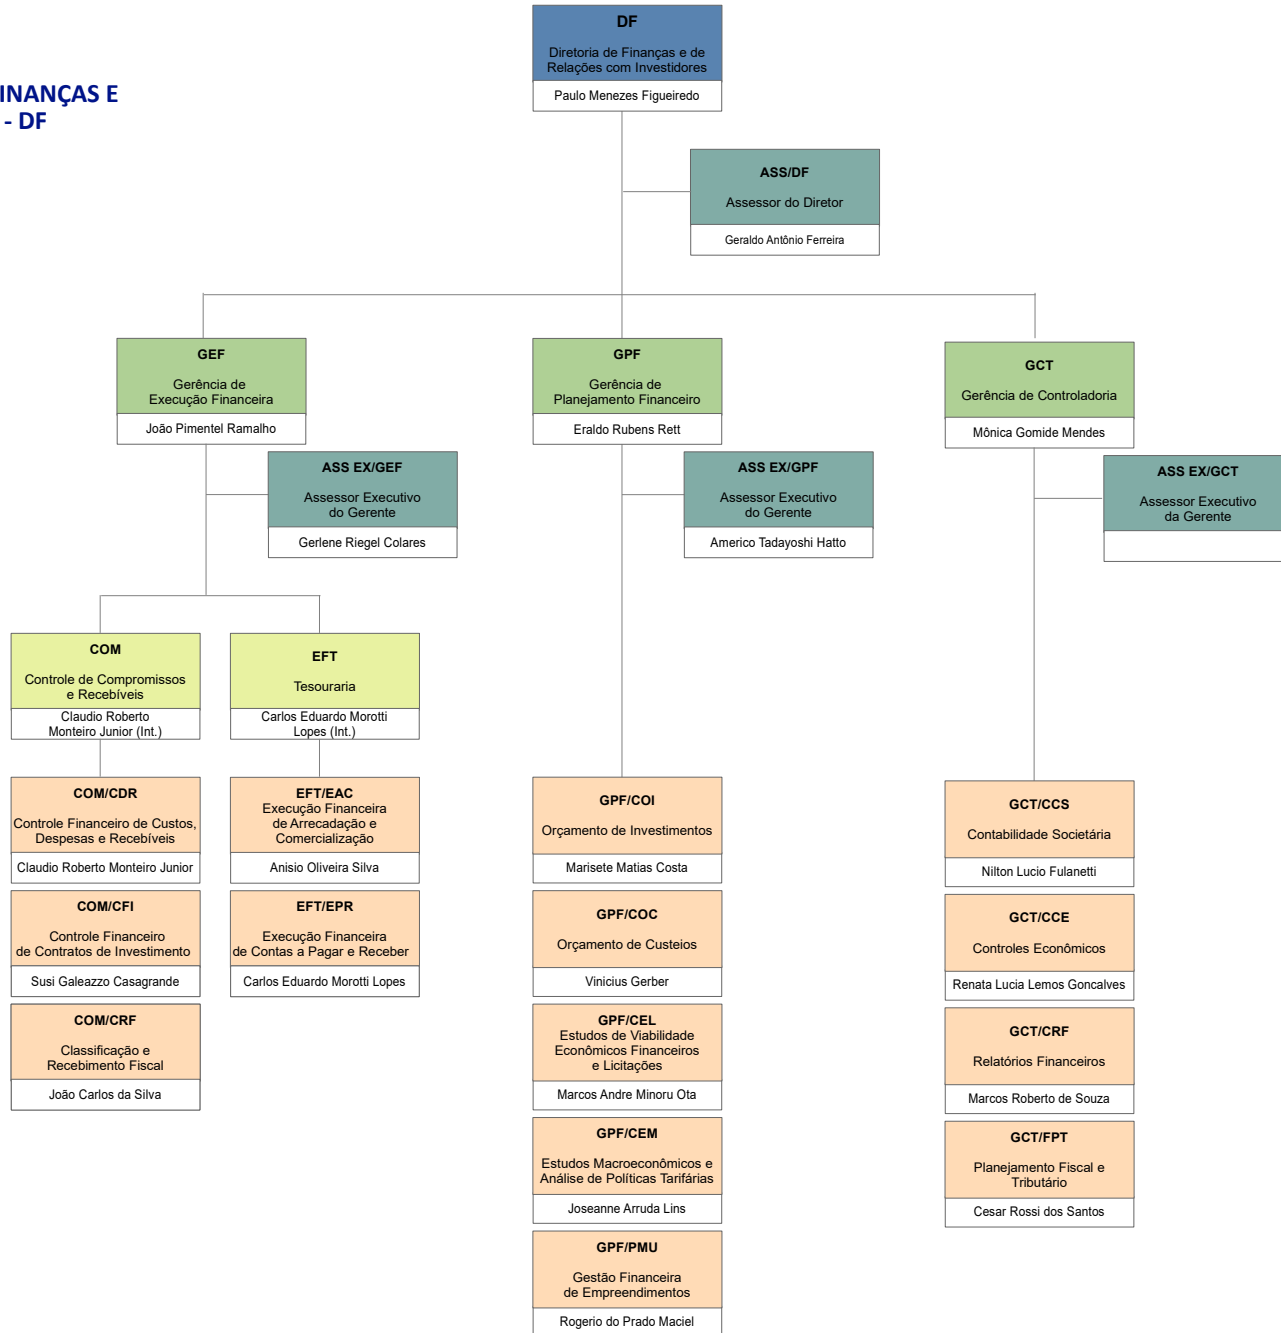 INANÇAS E
- DF
DF
Diretoria de Finanças e de
Relações com Investidores
Paulo Menezes Figueiredo
ASS/DF
Assessor do Diretor
Geraldo Antônio Ferreira
GEF
Gerência de
Execução Financeira
João Pimentel Ramalho
GPF
Gerência de
Planejamento Financeiro
Eraldo Rubens Rett
GCT
Gerência de Controladoria
Mônica Gomide Mendes
ASS EX/GEF
Assessor Executivo
do Gerente
Gerlene Riegel Colares
ASS EX/GPF
Assessor Executivo
do Gerente
Americo Tadayoshi Hatto
ASS EX/GCT
Assessor Executivo
da Gerente
COM
Controle de Compromissos
e Recebíveis
Claudio Roberto
Monteiro Junior (Int.)
EFT
Tesouraria
Carlos Eduardo Morotti
Lopes (Int.)
COM/CDR
Controle Financeiro de Custos,
Despesas e Recebíveis
Claudio Roberto Monteiro Junior
COM/CFI
Controle Financeiro
de Contratos de Investimento
Susi Galeazzo Casagrande
COM/CRF
Classificação e
Recebimento Fiscal
João Carlos da Silva
EFT/EAC
Execução Financeira
de Arrecadação e
Comercialização
Anisio Oliveira Silva
EFT/EPR
Execução Financeira
de Contas a Pagar e Receber
Carlos Eduardo Morotti Lopes
GPF/COI
Orçamento de Investimentos
Marisete Matias Costa
GPF/COC
Orçamento de Custeios
Vinicius Gerber
GPF/CEL
Estudos de Viabilidade
Econômicos Financeiros
e Licitações
Marcos Andre Minoru Ota
GPF/CEM
Estudos Macroeconômicos e
Análise de Políticas Tarifárias
Joseanne Arruda Lins
GPF/PMU
Gestão Financeira
de Empreendimentos
Rogerio do Prado Maciel
GCT/CCS
Contabilidade Societária
Nilton Lucio Fulanetti
GCT/CCE
Controles Econômicos
Renata Lucia Lemos Goncalves
GCT/CRF
Relatórios Financeiros
Marcos Roberto de Souza
GCT/FPT
Planejamento Fiscal e
Tributário
Cesar Rossi dos Santos